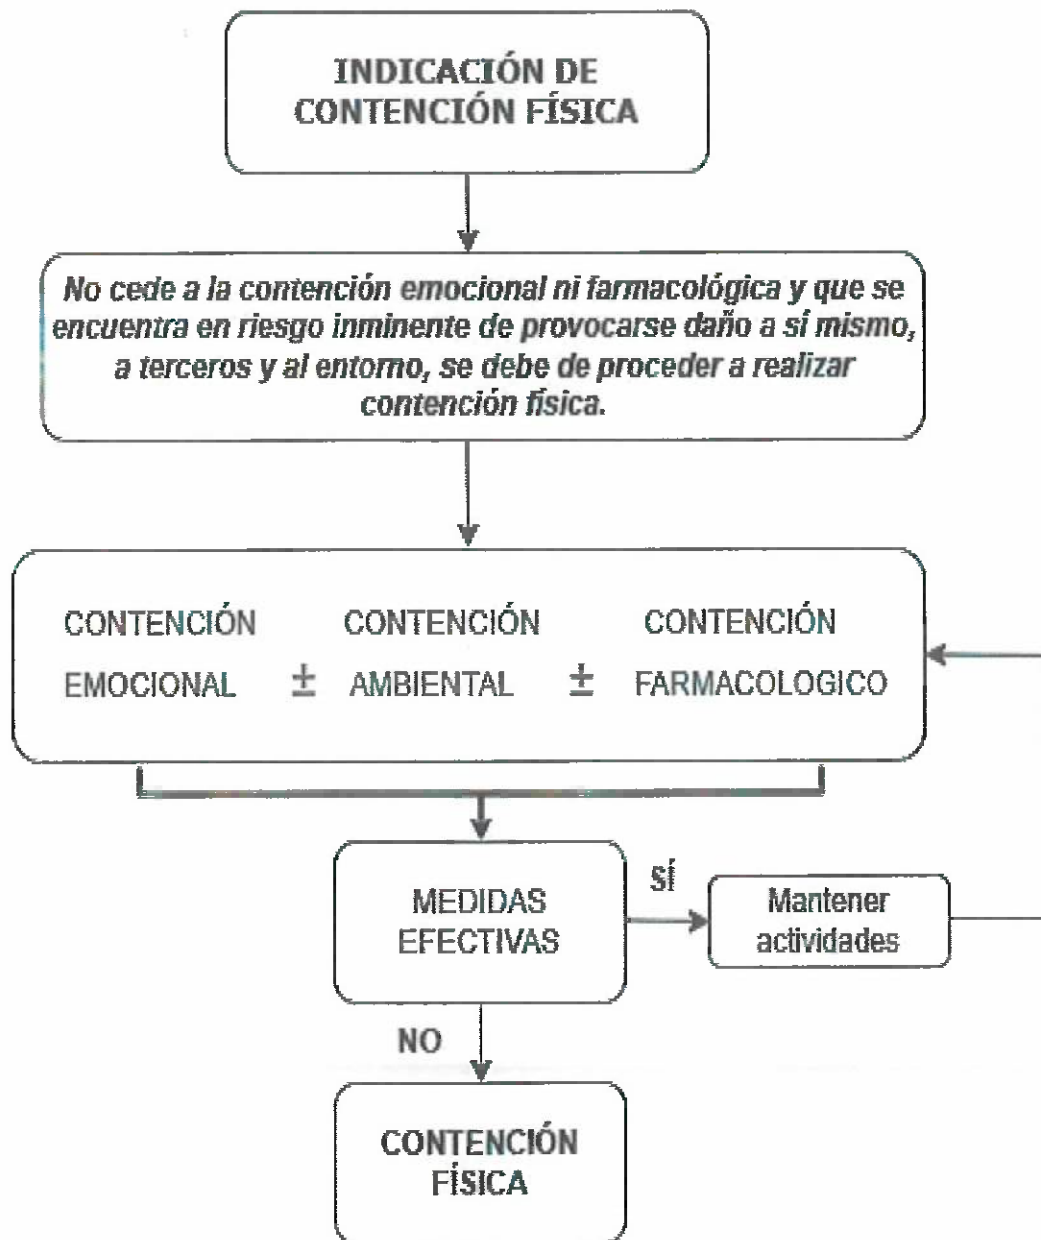 INDICACIÓN DE
CONTENCIÓN FÍSICA
No cede a la contención emocional ni farmacológica y que se
encuentra en riesgo inminente de provocarse daño a sí mismo,
a terceros y al entorno, se debe de proceder a realizar
contención física.
CONTENCIÓN CONTENCIÓN CONTENCIÓN
EMOCIONAL ± AMBIENTAL ± FARMACOLOGICO
MEDIDAS
EFECTIVAS
SÍ
Mantener
actividades
NO
CONTENCIÓN
FÍSICA